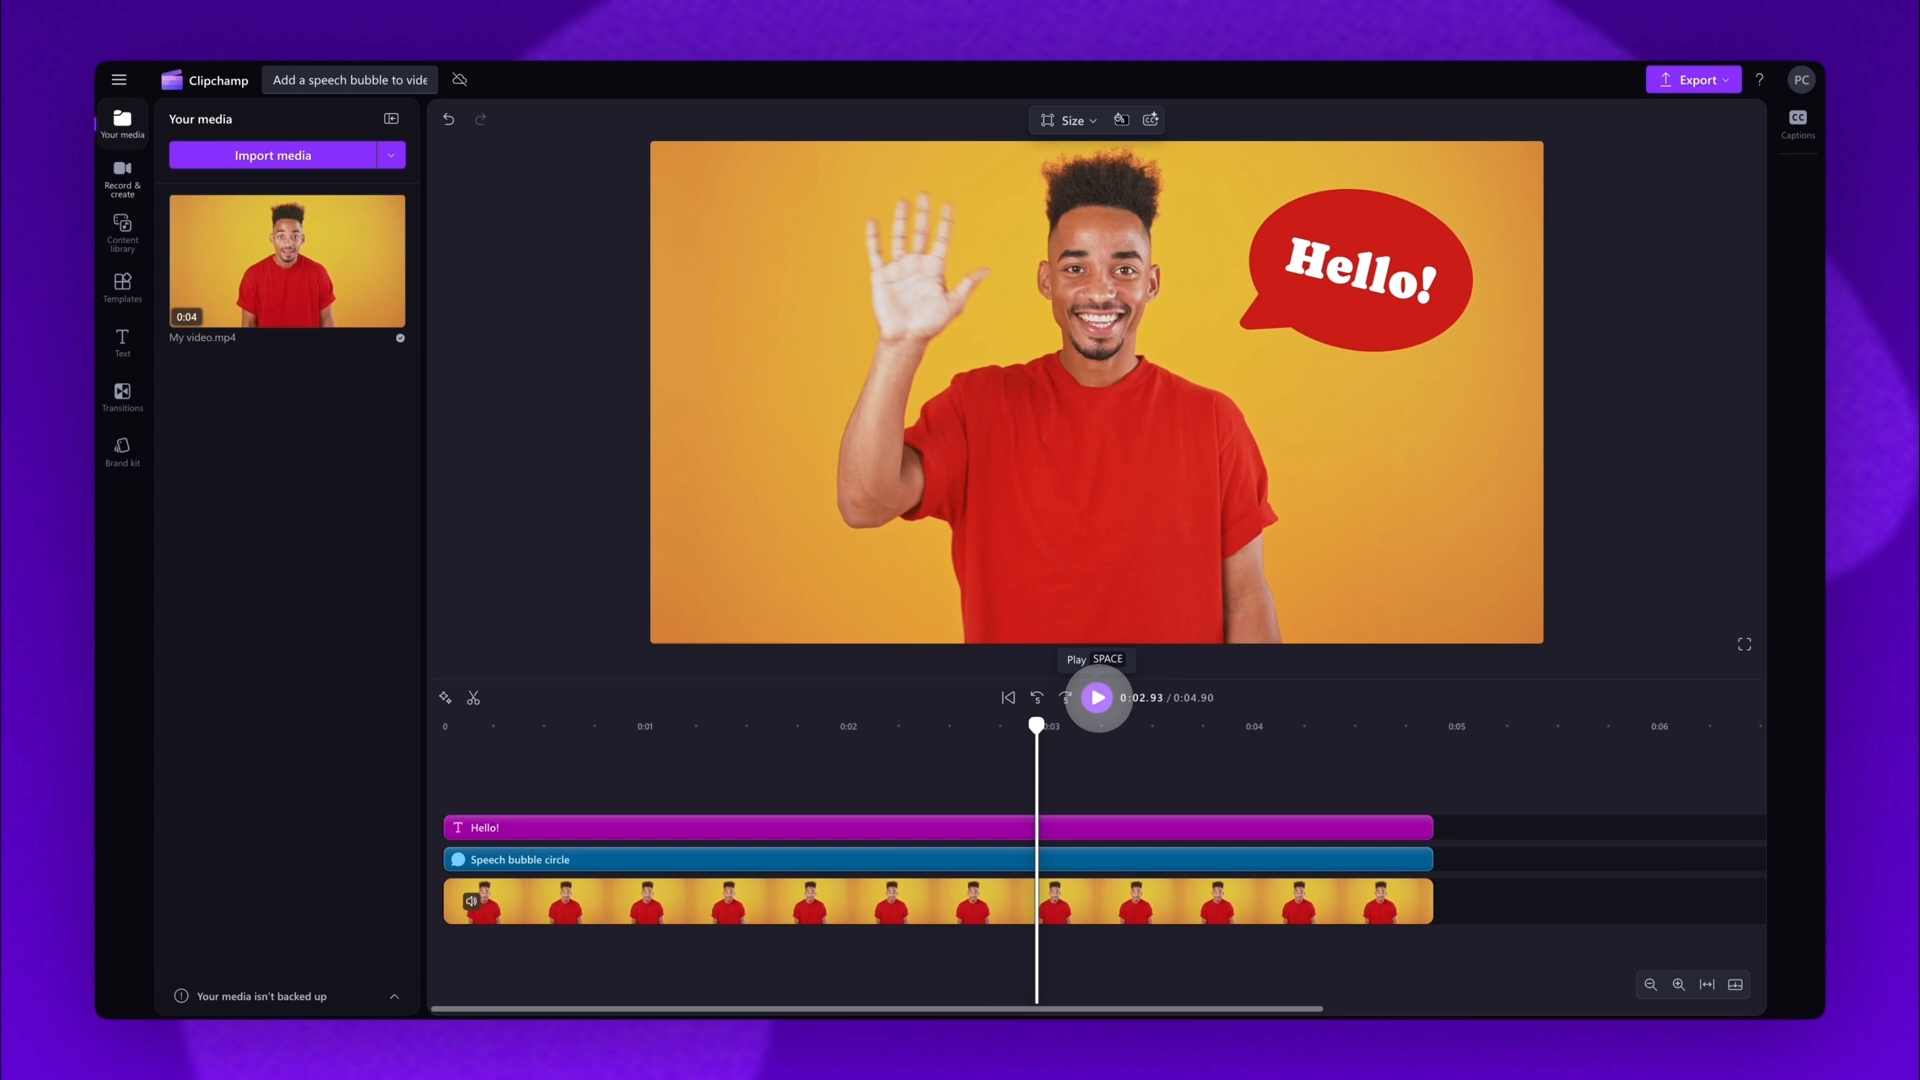 Clipchamp
Add a speech bubble to vide
Export
?
PC
Your media
Your media
Size
CC
Captions
Import media
Record &
create
Content
library
Templates
0:04
My video.mp4
Text
Transitions
Brand kit
Hello!
Play SPACE
5
5
0:02.93 / 0:04.90
0
0:01
0:02
0:03
0:04
0:05
0:06
T Hello!
Speech bubble circle
Your media isn't backed up